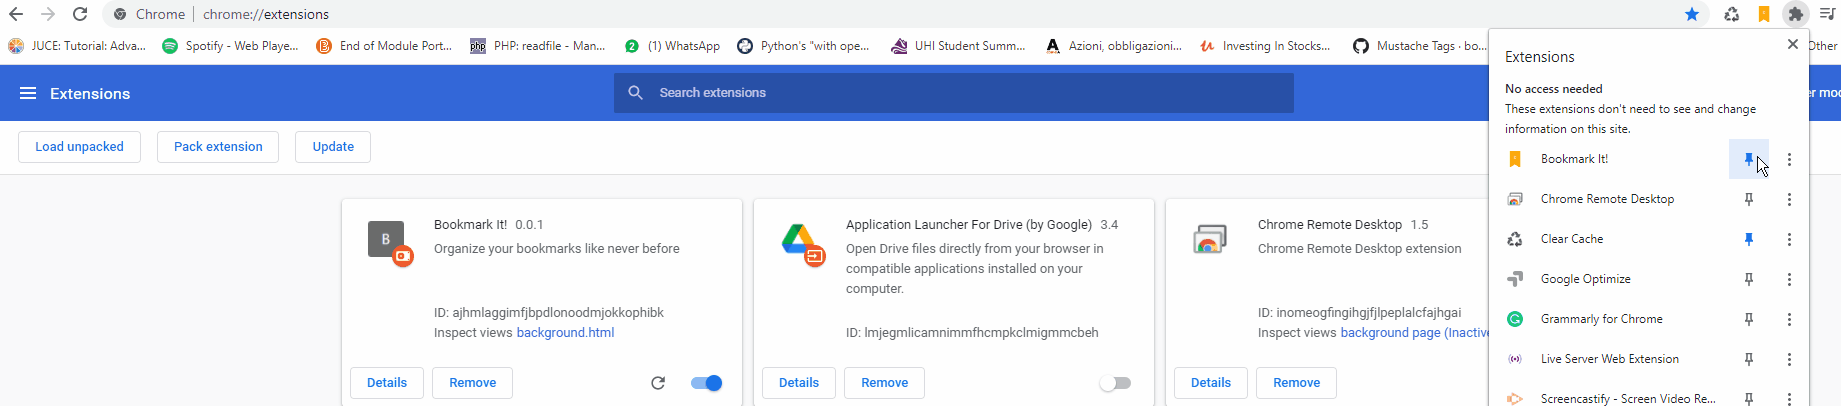 Chrome chrome://extensions
JUCE: Tutorial: Adva... Spotify - Web Playe... End of Module Port... php PHP: readfile - Man... 2 (1) WhatsApp Python's "with ope... UHI Student Summ... A Azioni, obbligazioni... Investing In Stocks... Mustache Tags · bo... Other
Extensions
Search extensions
er mod
Load unpacked Pack extension Update
B
Bookmark It! 0.0.1
Organize your bookmarks like never before
ID: ajhmlaggimfjbpdlonoodmjokkophibk
Inspect views background.html
Details Remove
Application Launcher For Drive (by Google) 3.4
Open Drive files directly from your browser in
compatible applications installed on your
computer.
ID: lmjegmlicamnimmfhcmpkclmigmmcbeh
Details Remove
Chrome Remote Desktop 1.5
Chrome Remote Desktop extension
ID: inomeogfingihgjfjlpeplalcfajhgai
Inspect views background page (Inactive
Details Remove
Extensions
No access needed
These extensions don't need to see and change
information on this site.
Bookmark It!
Chrome Remote Desktop
Clear Cache
Google Optimize
Grammarly for Chrome
Live Server Web Extension
Screencastify - Screen Video Re...